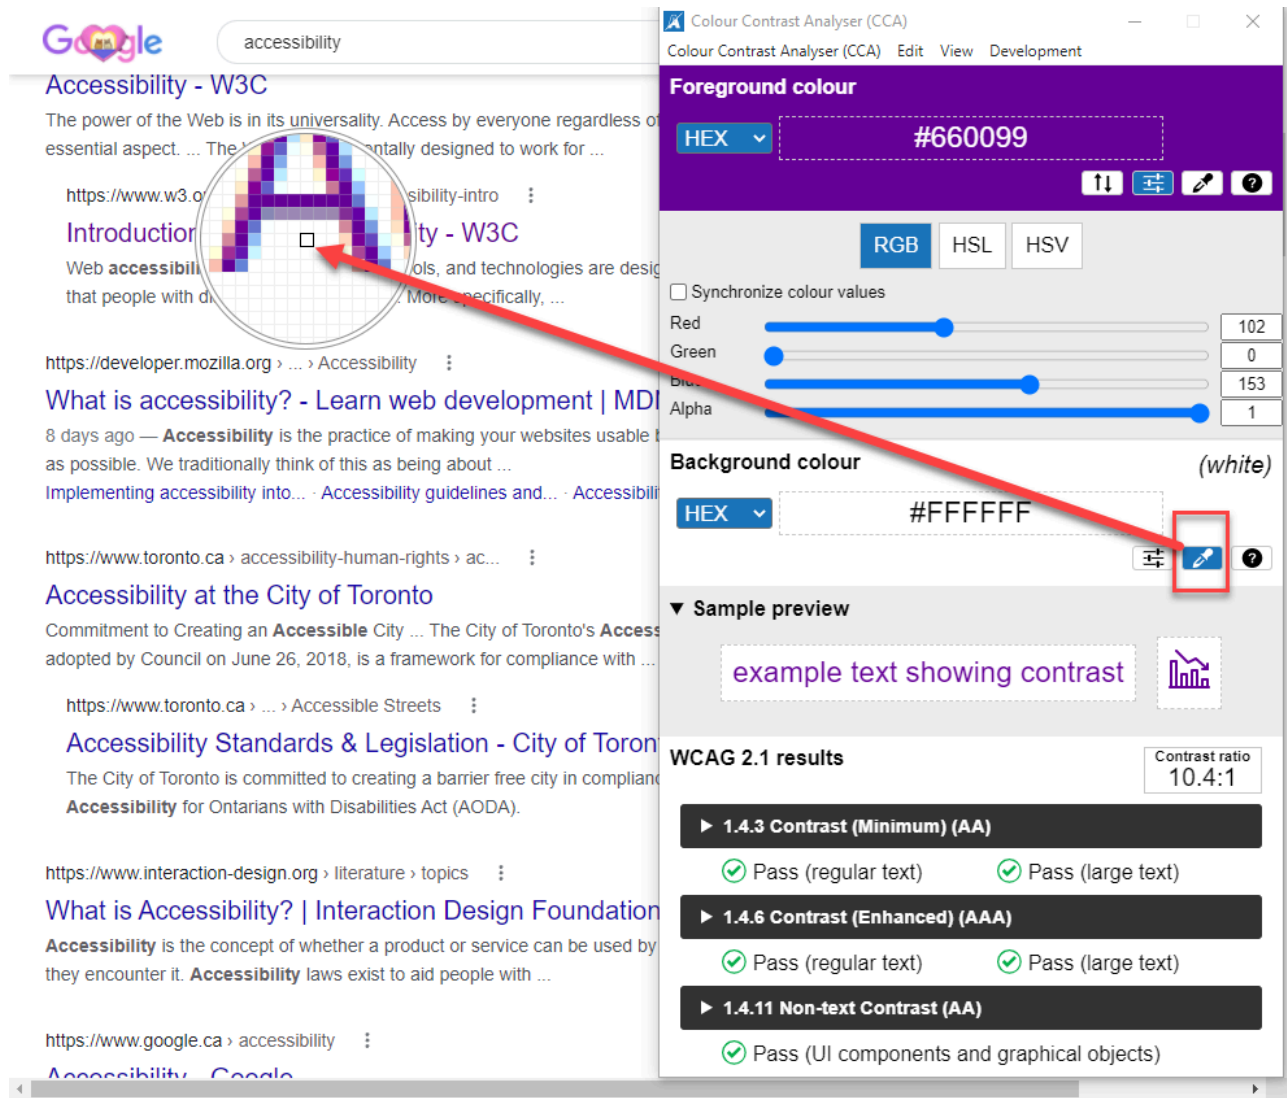 Google
accessibility
Accessibility - W3C
The power of the Web is in its universality. Access by everyone regardless of
essential aspect. ... The entally designed to work for ...
https://www.w3.o sibility-intro
Introduction ty - W3C
Web accessibili ols, and technologies are desig
that people with di . More specifically, ...
https://developer.mozilla.org › ... › Accessibility
What is accessibility? - Learn web development | MDN
8 days ago — Accessibility is the practice of making your websites usable b
as possible. We traditionally think of this as being about ...
Implementing accessibility into... · Accessibility guidelines and... · Accessibilit
https://www.toronto.ca › accessibility-human-rights › ac...
Accessibility at the City of Toronto
Commitment to Creating an Accessible City ... The City of Toronto's Access
adopted by Council on June 26, 2018, is a framework for compliance with ...
https://www.toronto.ca › ... › Accessible Streets
Accessibility Standards & Legislation - City of Toron
The City of Toronto is committed to creating a barrier free city in complianc
Accessibility for Ontarians with Disabilities Act (AODA).
https://www.interaction-design.org › literature › topics
What is Accessibility? | Interaction Design Foundation
Accessibility is the concept of whether a product or service can be used by
they encounter it. Accessibility laws exist to aid people with ...
https://www.google.ca › accessibility
Accessibility - Google
Colour Contrast Analyser (CCA)
Colour Contrast Analyser (CCA) Edit View Development
Foreground colour
HEX #660099
RGB HSL HSV
Synchronize colour values
Red 102
Green 0
Blue 153
Alpha 1
Background colour (white)
HEX #FFFFFF
Sample preview
example text showing contrast
WCAG 2.1 results
Contrast ratio
10.4:1
1.4.3 Contrast (Minimum) (AA)
Pass (regular text) Pass (large text)
1.4.6 Contrast (Enhanced) (AAA)
Pass (regular text) Pass (large text)
1.4.11 Non-text Contrast (AA)
Pass (UI components and graphical objects)